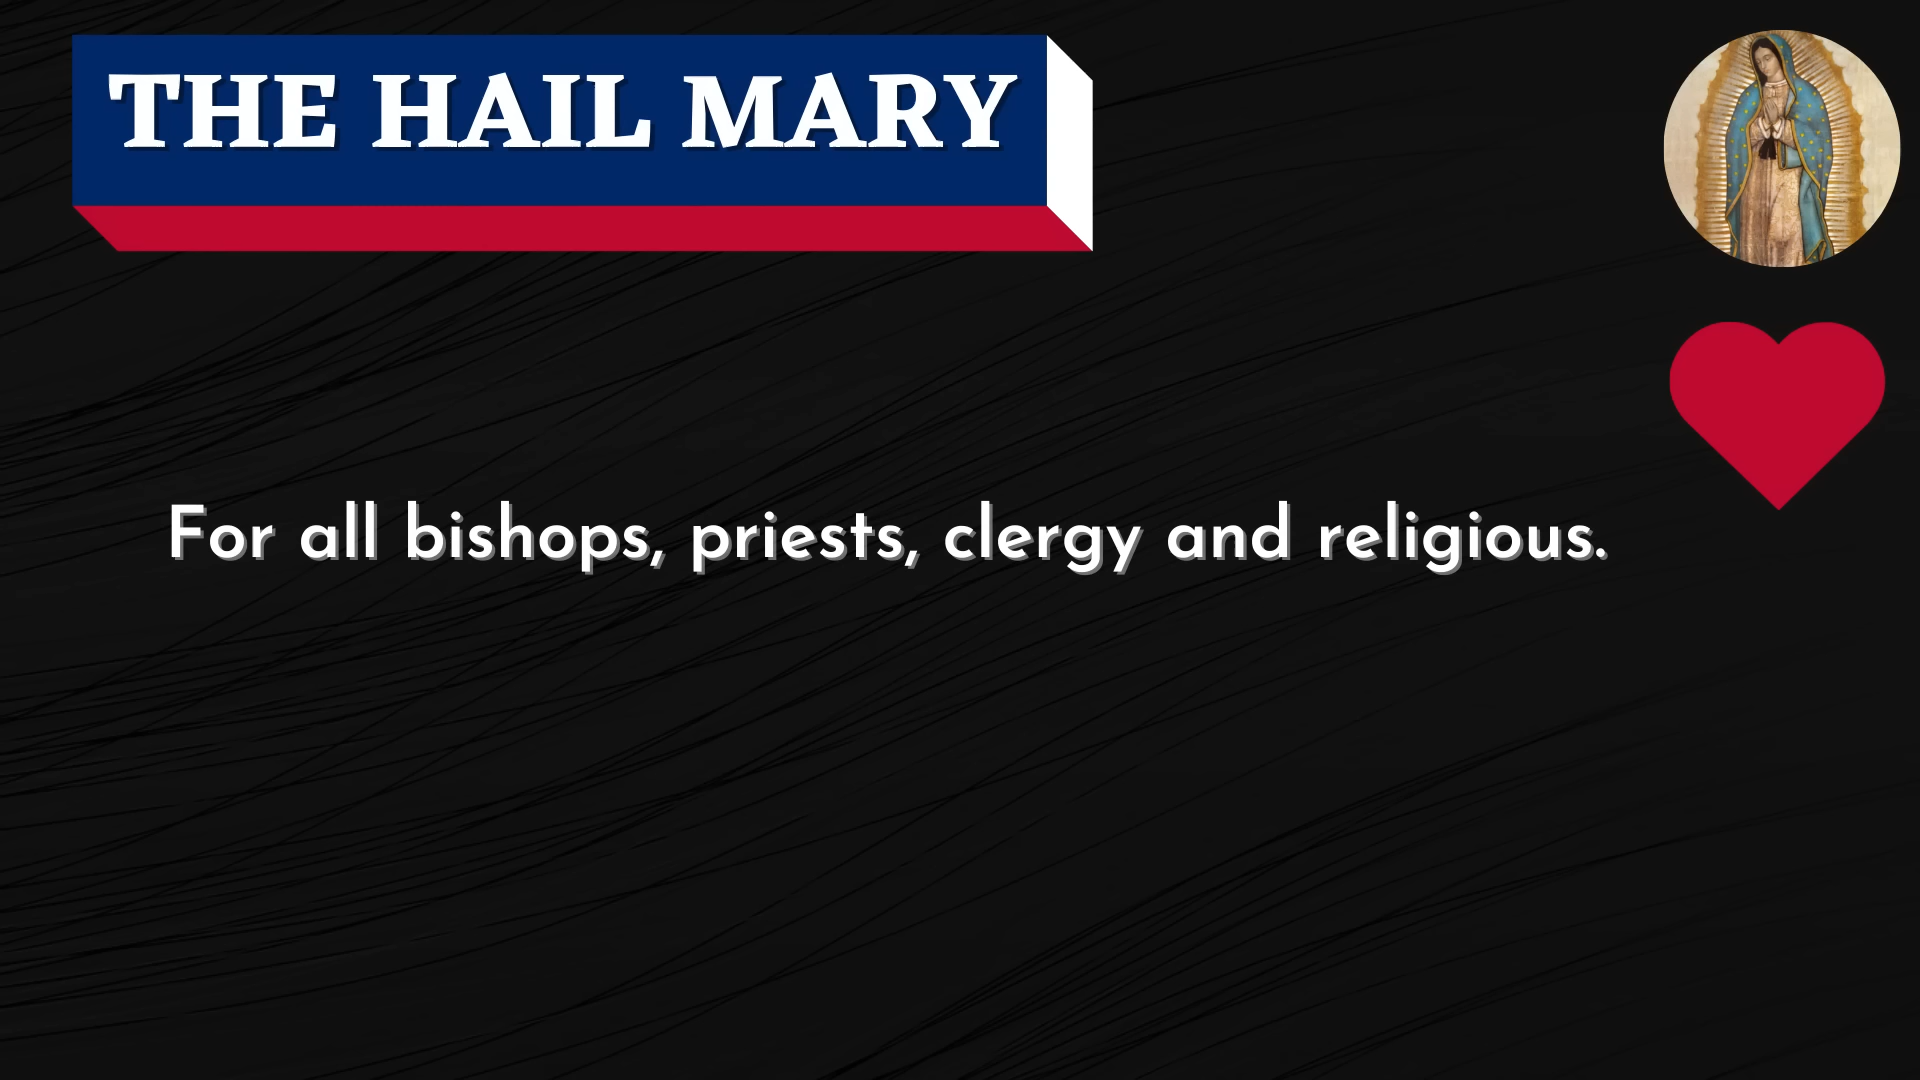 THE HAIL MARY
For all bishops, priests, clergy and religious.